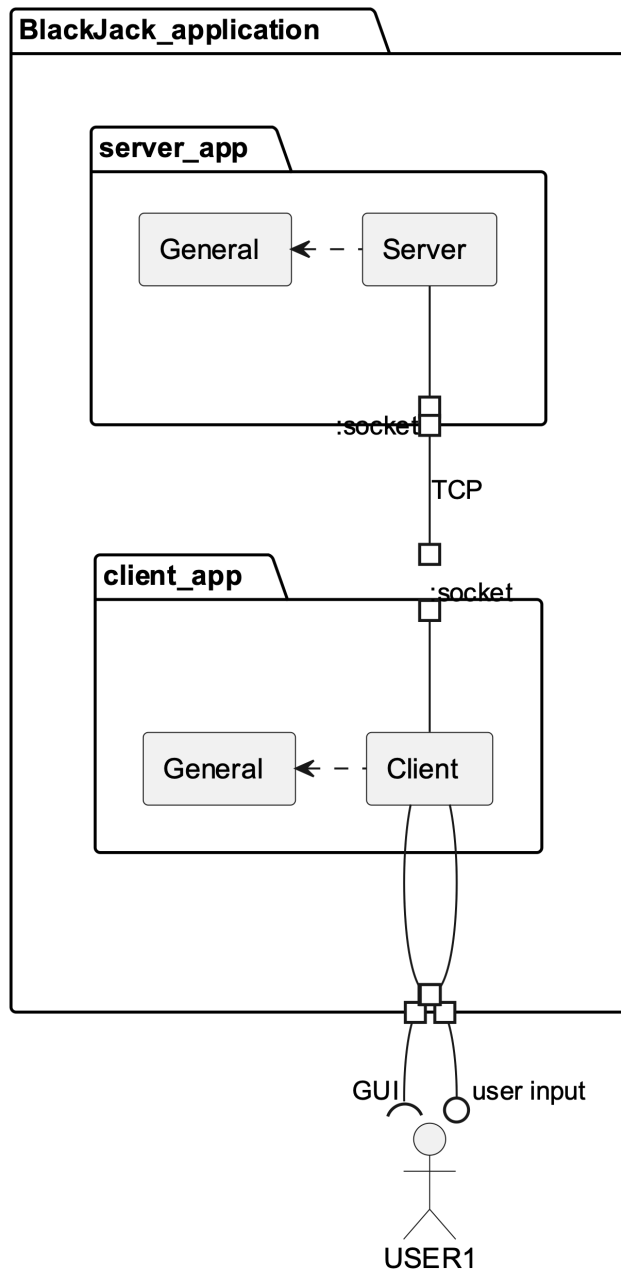 BlackJack_application
server_app
General
Server
:socket
TCP
client_app
:socket
General
Client
GUI
user input
USER1